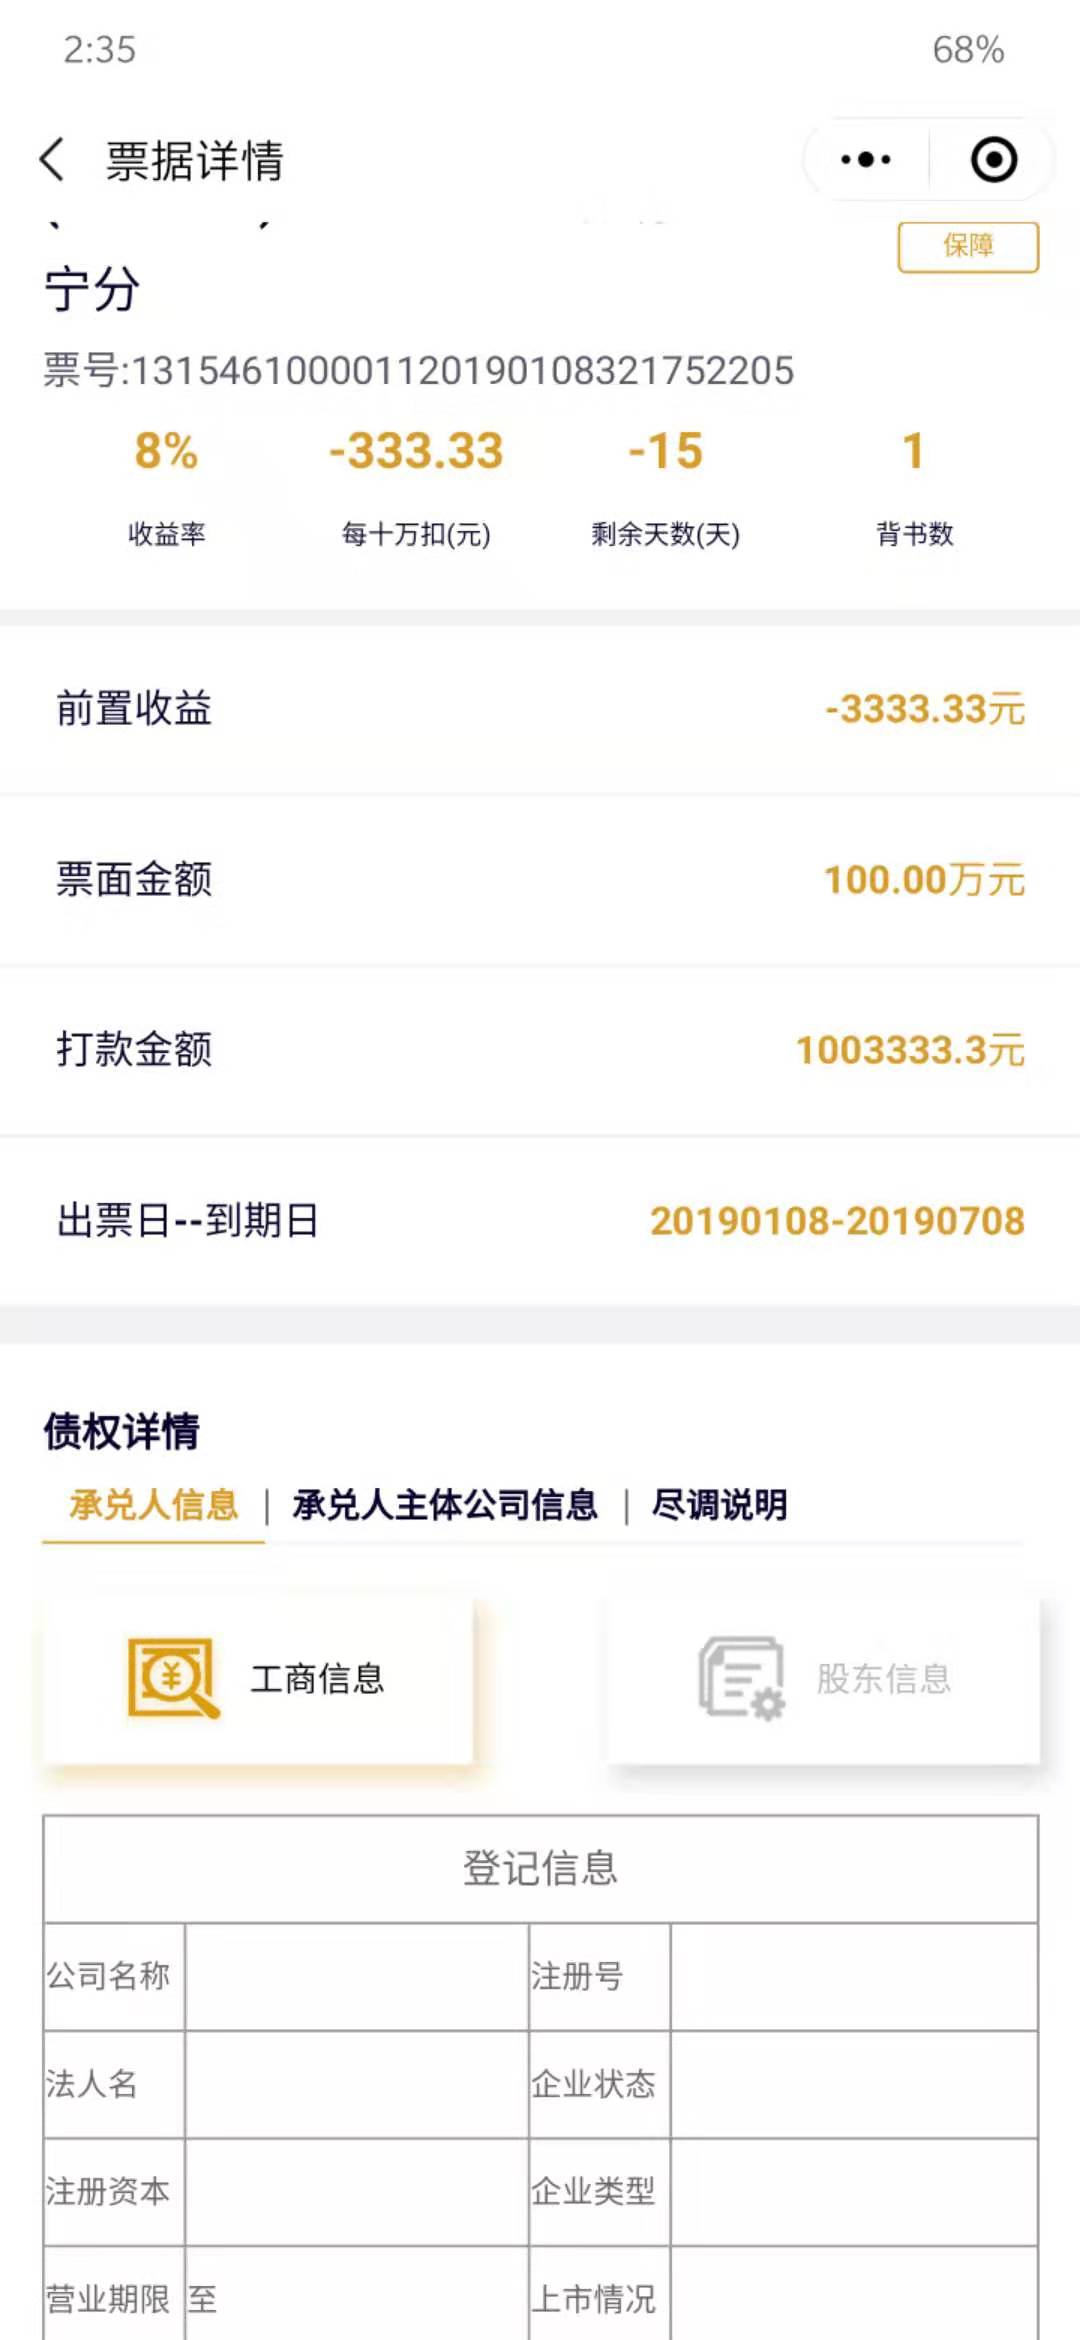 2:35 68%
票据详情
保障
宁分
票号:131546100001120190108321752205
8% -333.33 -15 1
收益率 每十万扣(元) 剩余天数(天) 背书数
前置收益 -3333.33元
票面金额 100.00万元
打款金额 1003333.3元
出票日--到期日 20190108-20190708
债权详情
承兑人信息 | 承兑人主体公司信息 | 尽调说明
工商信息 股东信息
登记信息
公司名称 注册号
法人名 企业状态
注册资本 企业类型
营业期限 至 上市情况